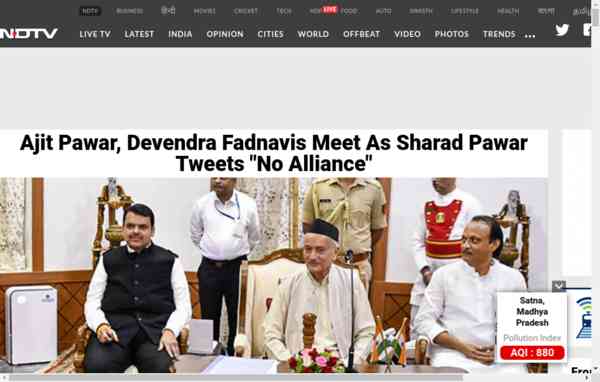 NDTV BUSINESS हिन्दी MOVIES CRICKET TECH HOP LIVE FOOD AUTO SWASTH LIFESTYLE HEALTH বাংলা தமிழ்
NDTV LIVE TV LATEST INDIA OPINION CITIES WORLD OFFBEAT VIDEO PHOTOS TRENDS ...
Ajit Pawar, Devendra Fadnavis Meet As Sharad Pawar
Tweets "No Alliance"
Satna,
Madhya
Pradesh
Pollution Index
AQI : 880